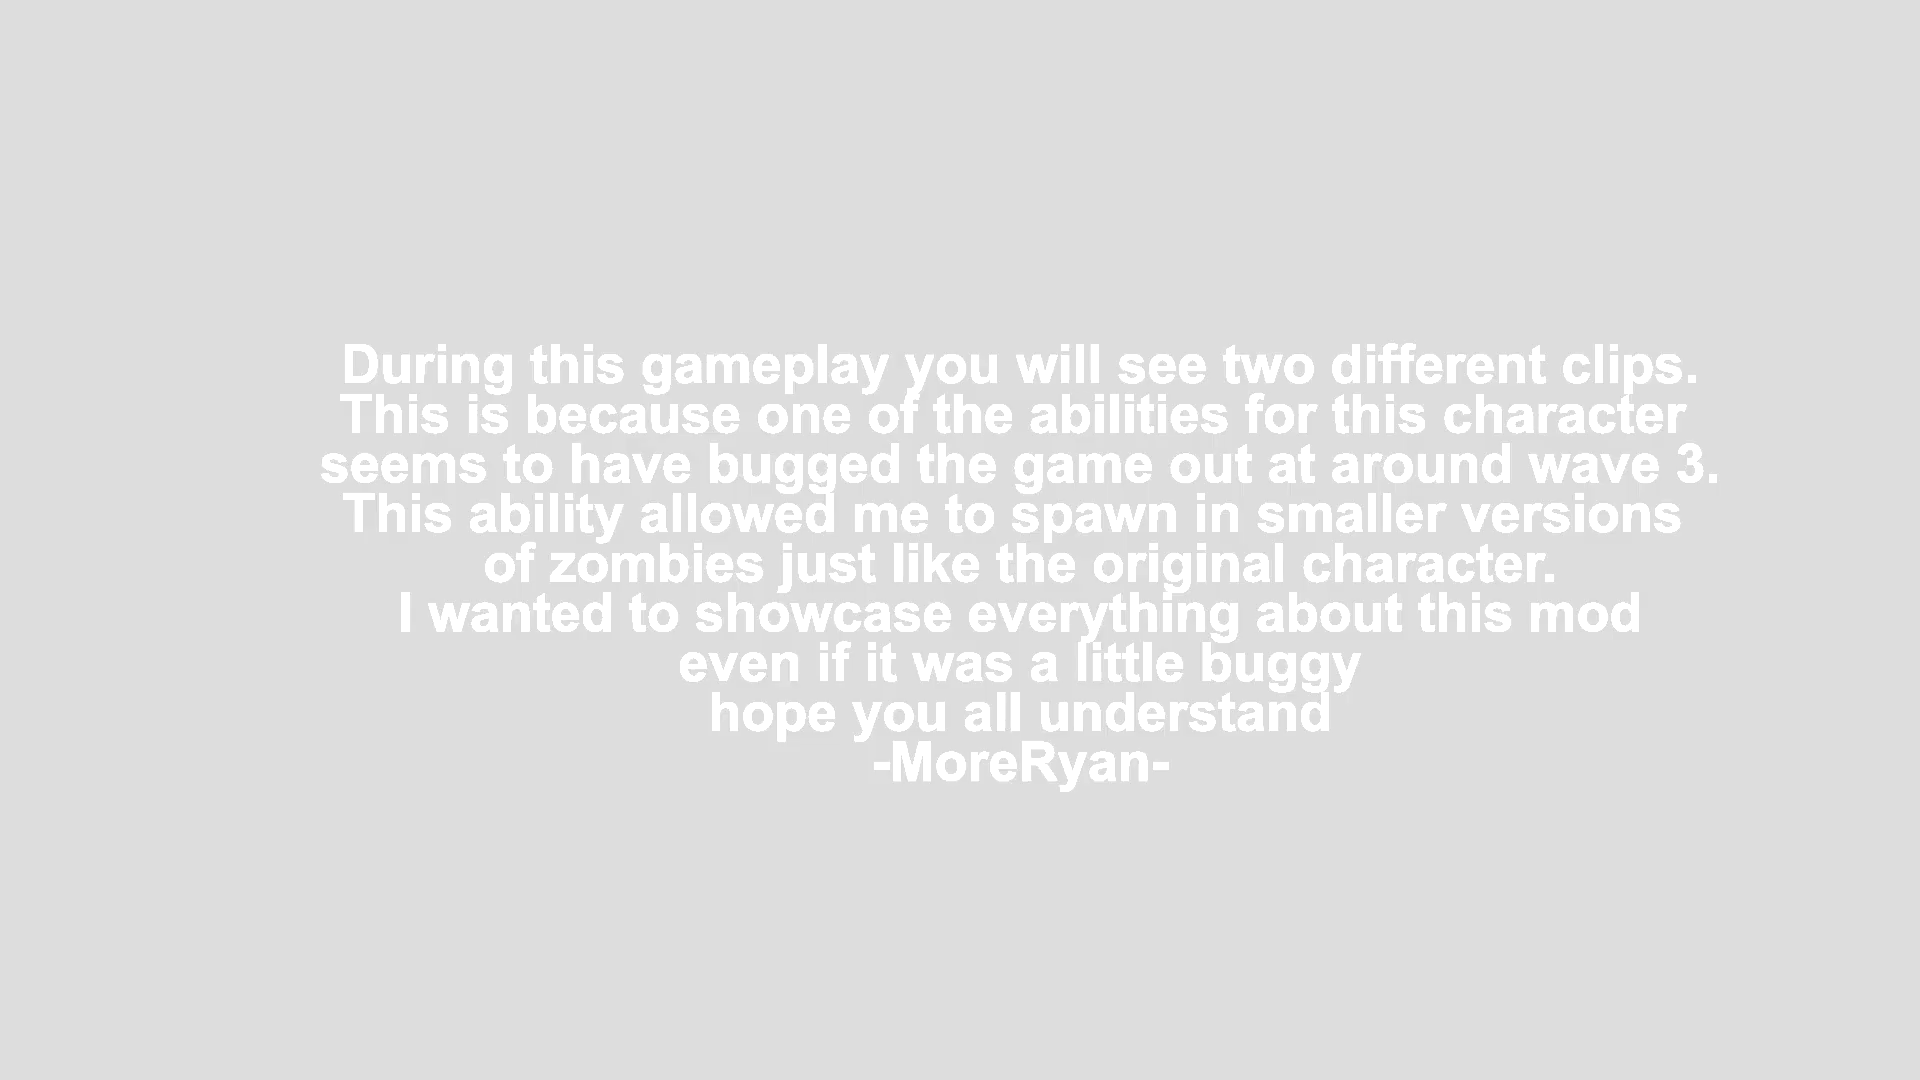 During this gameplay you will see two different clips.
This is because one of the abilities for this character
seems to have bugged the game out at around wave 3.
This ability allowed me to spawn in smaller versions
of zombies just like the original character.
I wanted to showcase everything about this mod
even if it was a little buggy
hope you all understand
-MoreRyan-